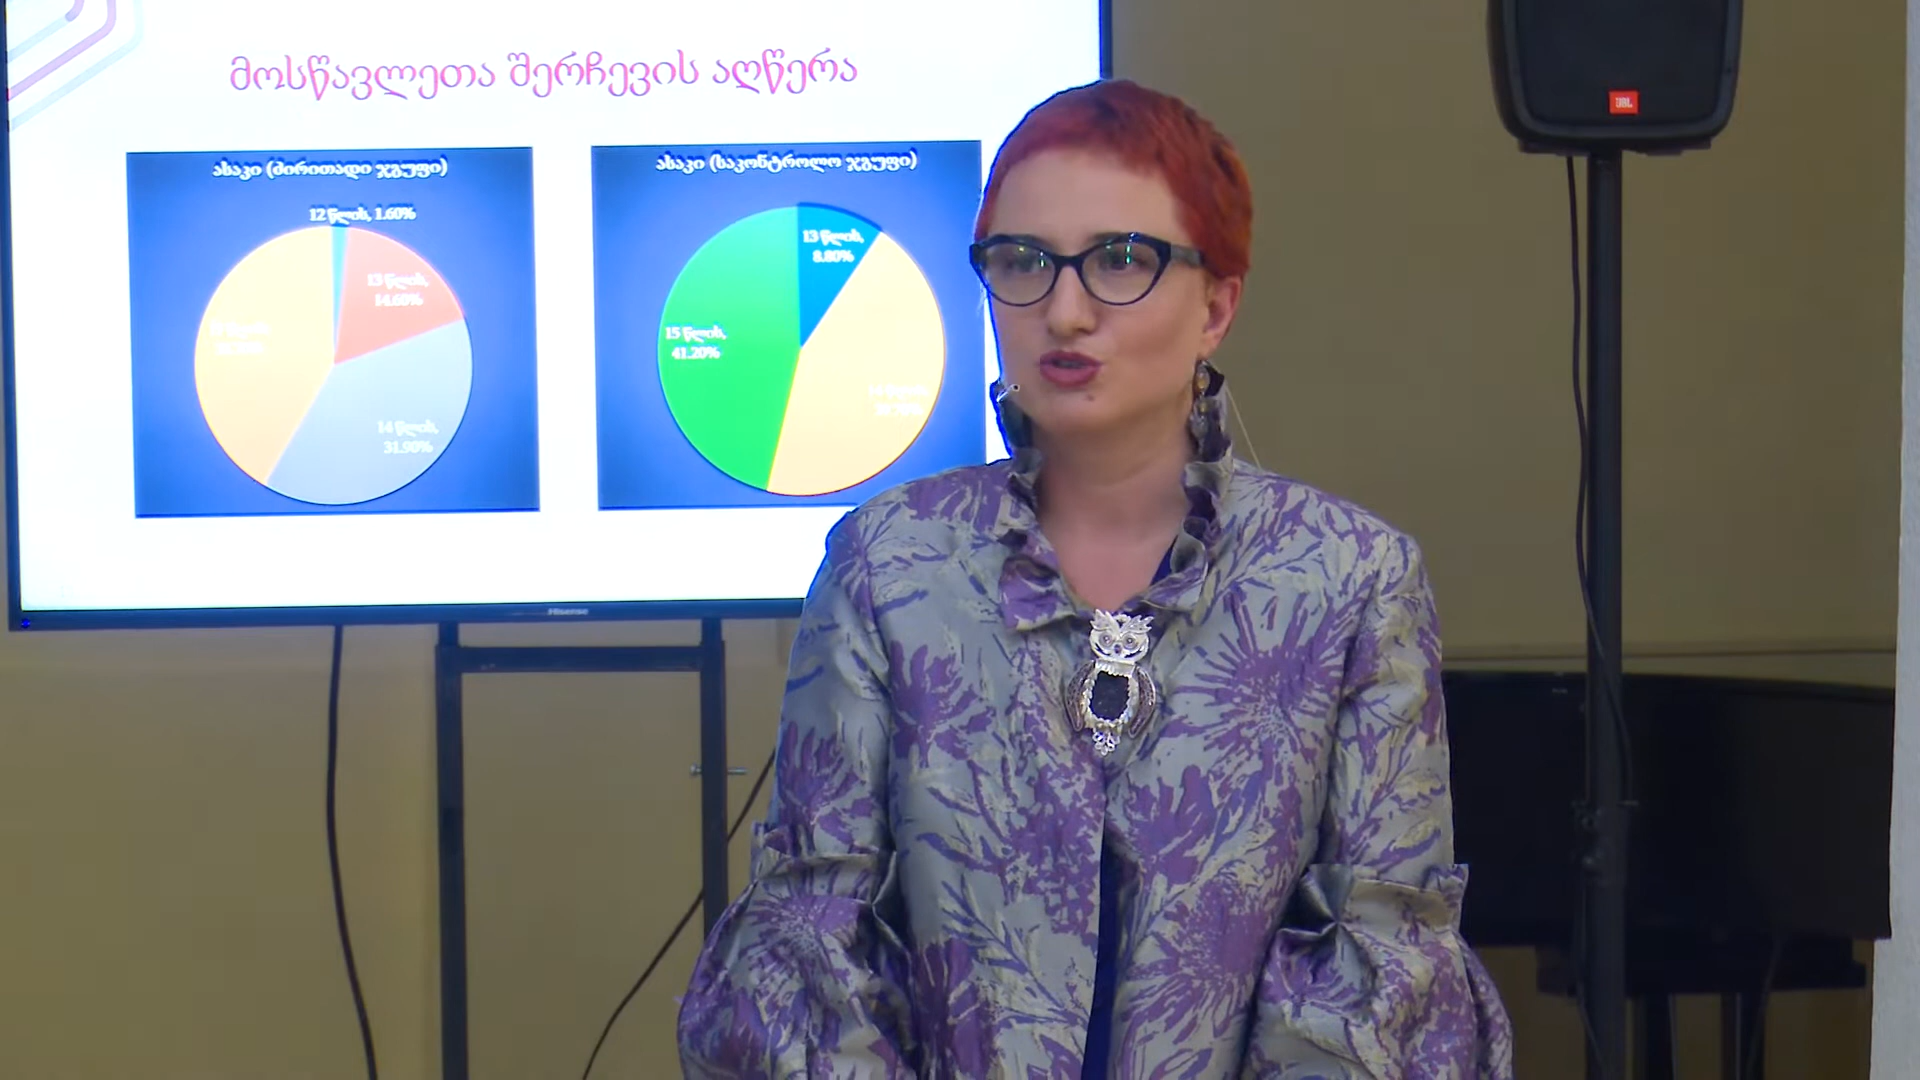 მოსწავლეთა შერჩევის აღწერა
ასაკი (ძირითადი ჯგუფი)
12 წლის, 1.60%
13 წლის,
14.60%
14 წლის,
31.90%
ასაკი (საკონტროლო ჯგუფი)
13 წლის,
8.80%
15 წლის,
41.20%
Hisense
JBL